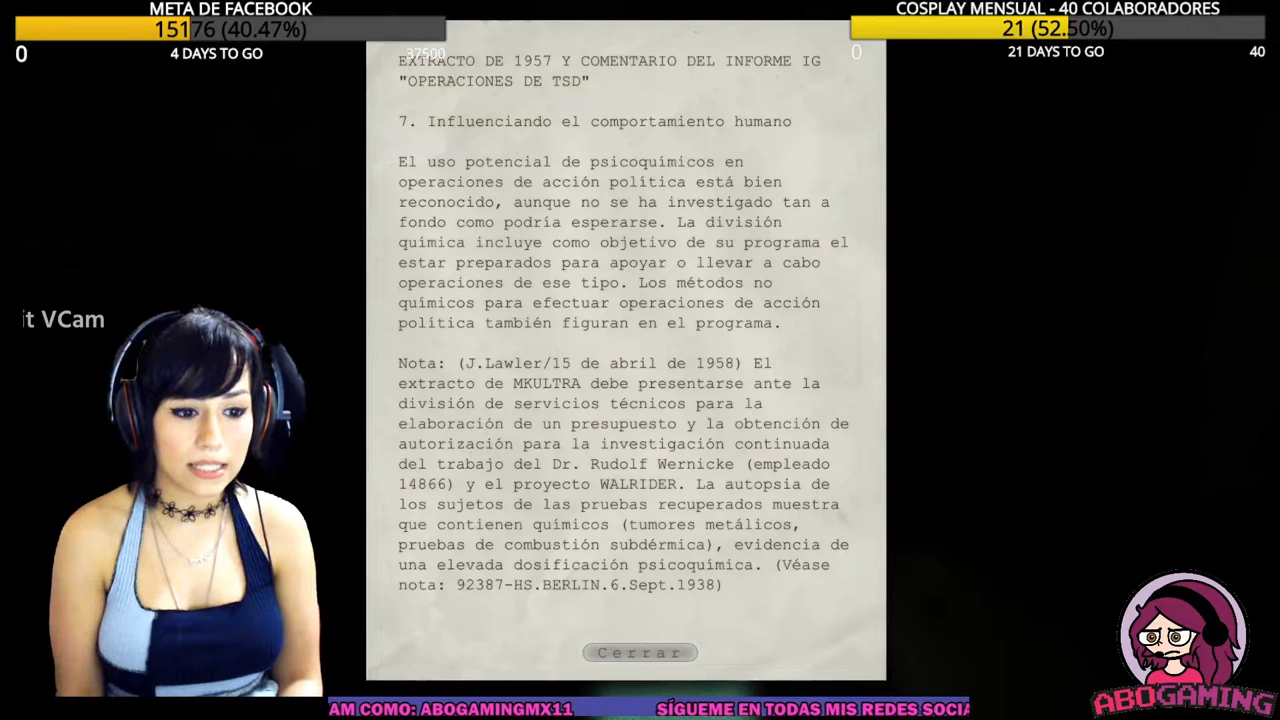 META DE FACEBOOK
15176 (40.47%)
0
37500
4 DAYS TO GO
COSPLAY MENSUAL - 40 COLABORADORES
21 (52.50%)
0
40
21 DAYS TO GO
EXTRACTO DE 1957 Y COMENTARIO DEL INFORME IG
"OPERACIONES DE TSD"
7. Influenciando el comportamiento humano
El uso potencial de psicoquímicos en
operaciones de acción política está bien
reconocido, aunque no se ha investigado tan a
fondo como podría esperarse. La división
química incluye como objetivo de su programa el
estar preparados para apoyar o llevar a cabo
operaciones de ese tipo. Los métodos no
químicos para efectuar operaciones de acción
política también figuran en el programa.
Nota: (J.Lawler/15 de abril de 1958) El
extracto de MKULTRA debe presentarse ante la
división de servicios técnicos para la
elaboración de un presupuesto y la obtención de
autorización para la investigación continuada
del trabajo del Dr. Rudolf Wernicke (empleado
14866) y el proyecto WALRIDER. La autopsia de
los sujetos de las pruebas recuperados muestra
que contienen químicos (tumores metálicos,
pruebas de combustión subdérmica), evidencia de
una elevada dosificación psicoquímica. (Véase
nota: 92387-HS.BERLIN.6.Sept.1938)
Cerrar
it VCam
ABOGAMING
AM COMO: ABOGAMINGMX11 SÍGUEME EN TODAS MIS REDES SOCIA